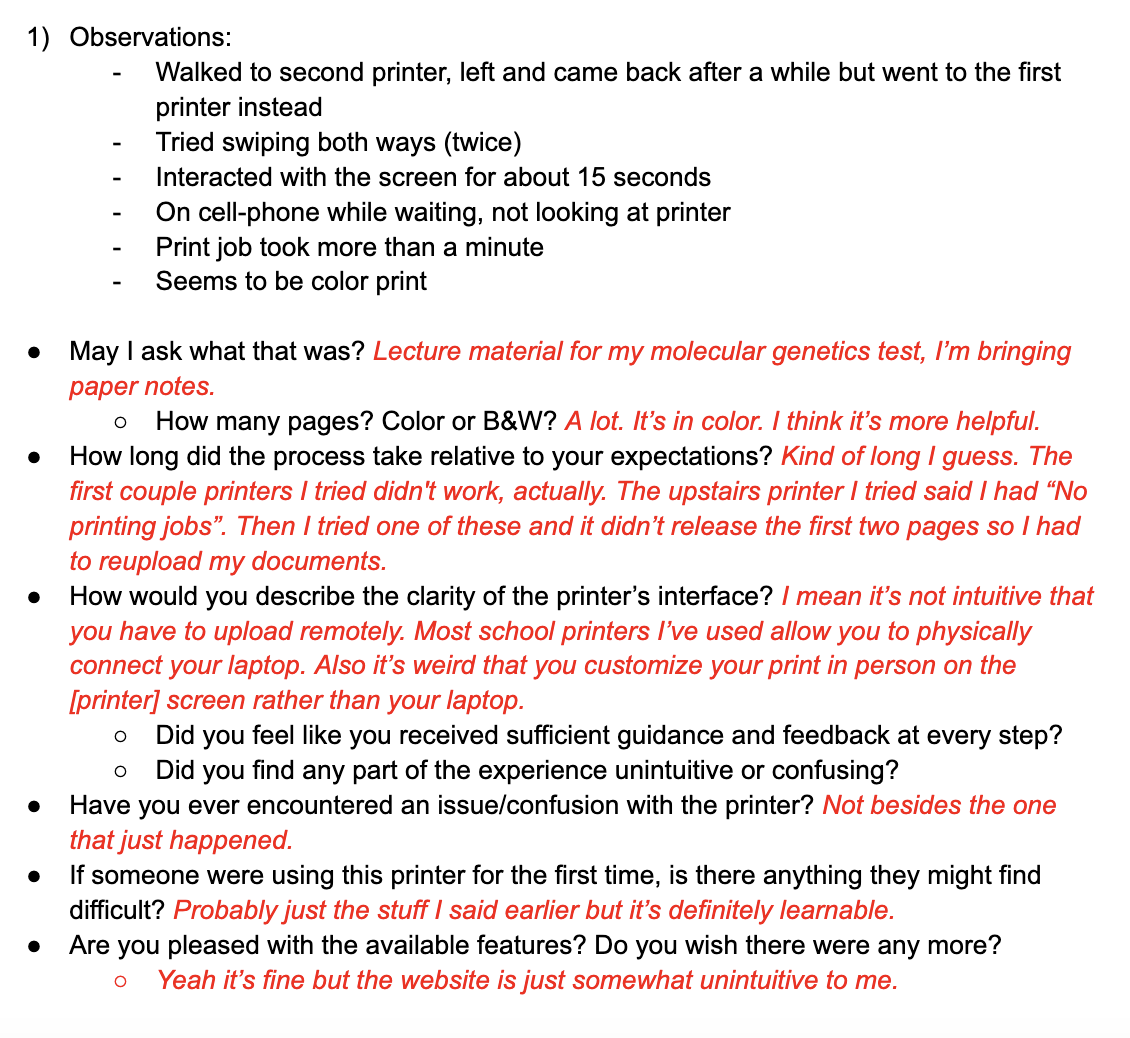 1) Observations:
- Walked to second printer, left and came back after a while but went to the first
printer instead
- Tried swiping both ways (twice)
- Interacted with the screen for about 15 seconds
- On cell-phone while waiting, not looking at printer
- Print job took more than a minute
- Seems to be color print
● May I ask what that was? Lecture material for my molecular genetics test, I’m bringing
paper notes.
○ How many pages? Color or B&W? A lot. It’s in color. I think it’s more helpful.
● How long did the process take relative to your expectations? Kind of long I guess. The
first couple printers I tried didn't work, actually. The upstairs printer I tried said I had “No
printing jobs”. Then I tried one of these and it didn’t release the first two pages so I had
to reupload my documents.
● How would you describe the clarity of the printer’s interface? I mean it’s not intuitive that
you have to upload remotely. Most school printers I’ve used allow you to physically
connect your laptop. Also it’s weird that you customize your print in person on the
[printer] screen rather than your laptop.
○ Did you feel like you received sufficient guidance and feedback at every step?
○ Did you find any part of the experience unintuitive or confusing?
● Have you ever encountered an issue/confusion with the printer? Not besides the one
that just happened.
● If someone were using this printer for the first time, is there anything they might find
difficult? Probably just the stuff I said earlier but it’s definitely learnable.
● Are you pleased with the available features? Do you wish there were any more?
○ Yeah it’s fine but the website is just somewhat unintuitive to me.